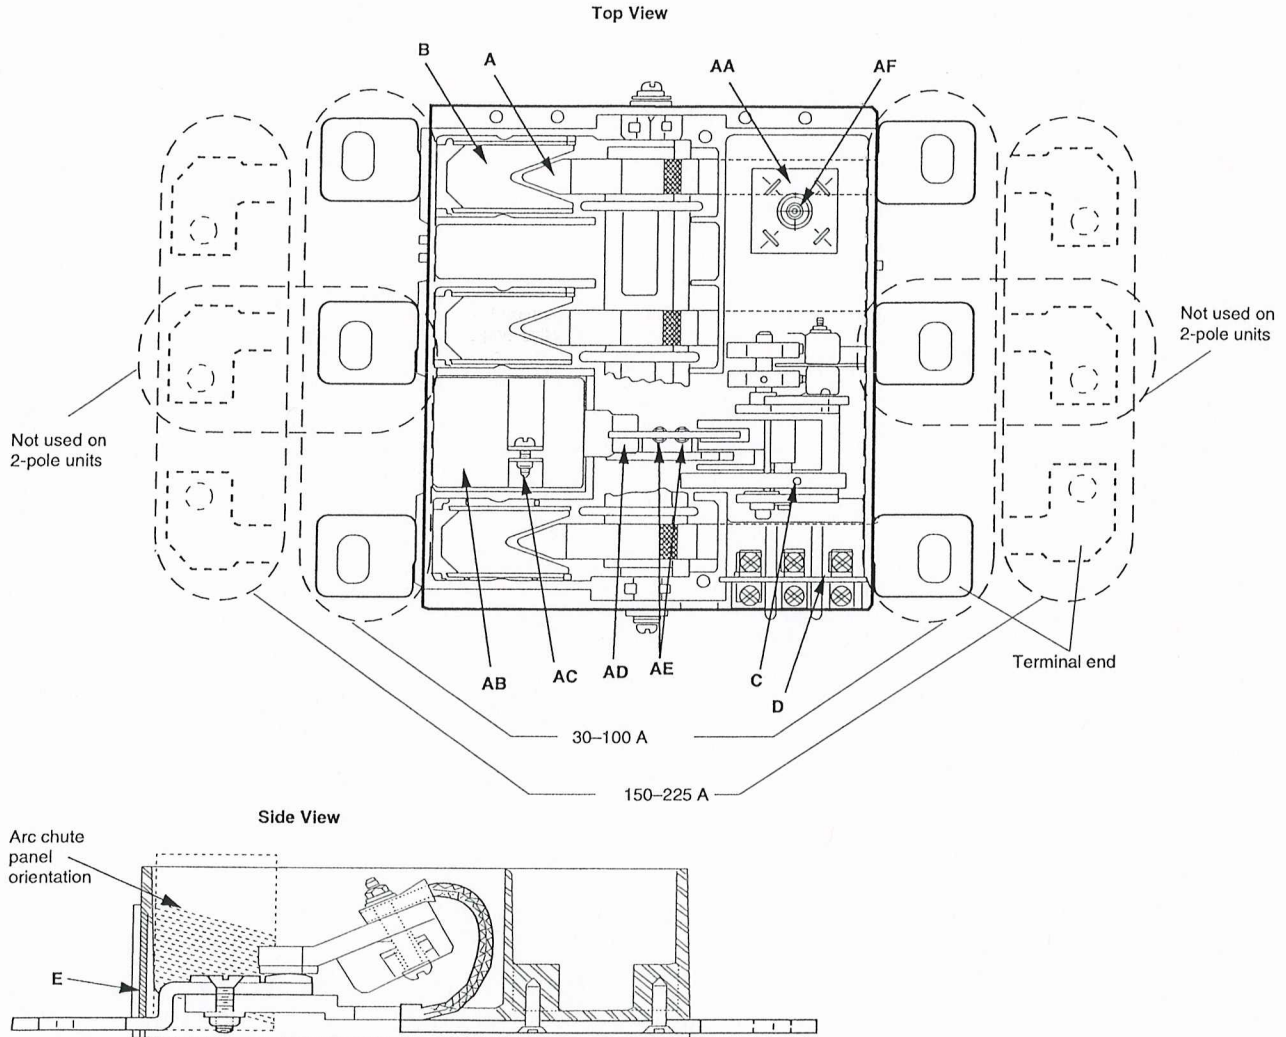 Top View
B
A
AA
AF
Not used on
2-pole units
Not used on
2-pole units
AB
AC
AD
AE
C
D
Terminal end
30–100 A
150–225 A
Side View
Arc chute
panel
orientation
E